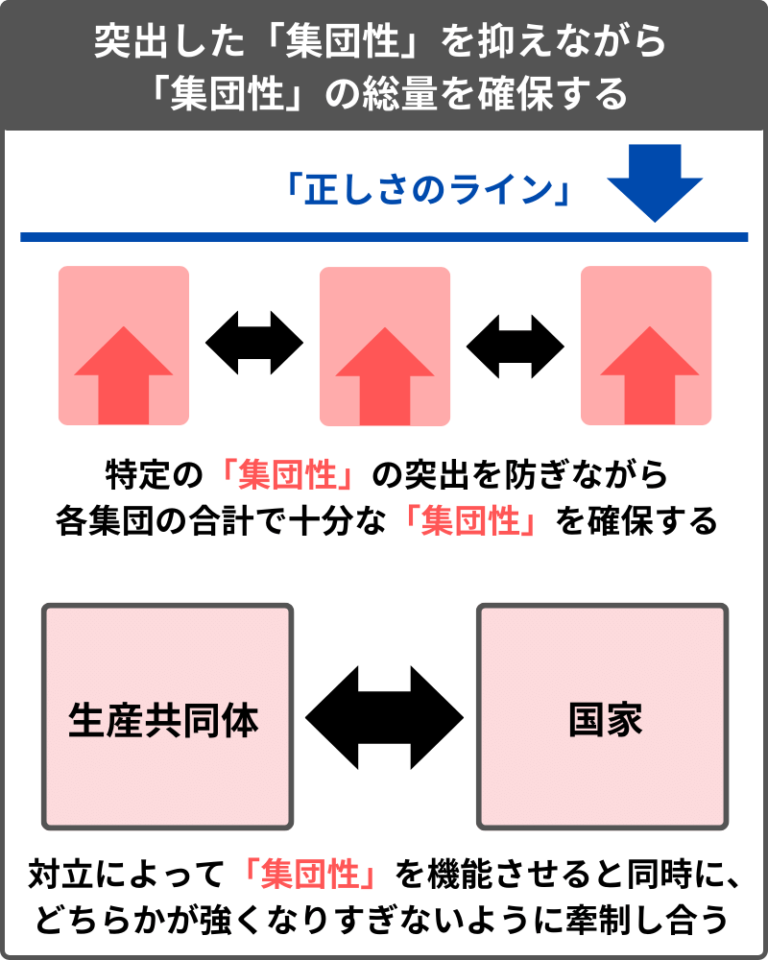 突出した「集団性」を抑えながら
「集団性」の総量を確保する
「正しさのライン」
特定の「集団性」の突出を防ぎながら
各集団の合計で十分な「集団性」を確保する
生産共同体
国家
対立によって「集団性」を機能させると同時に、
どちらかが強くなりすぎないように牽制し合う